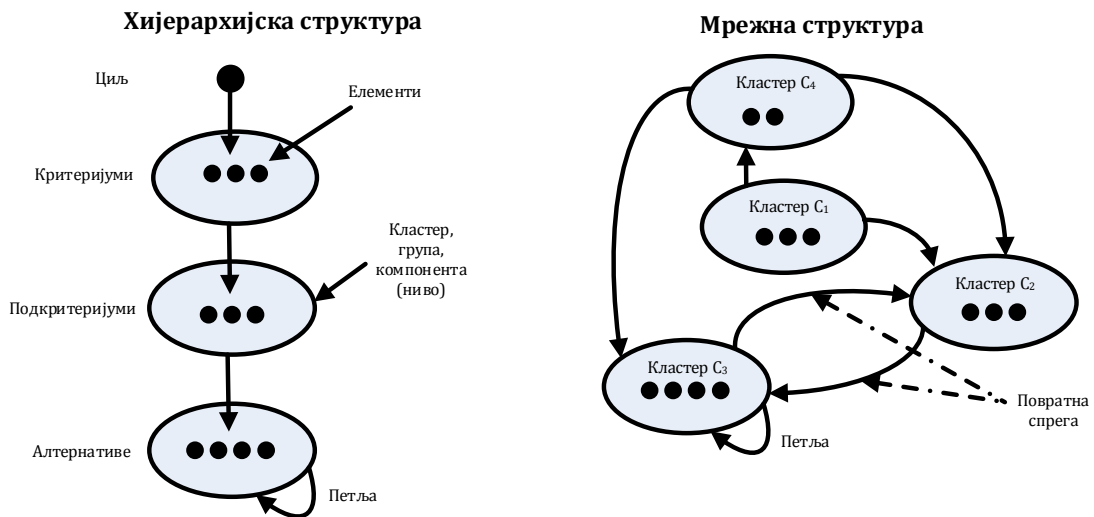 Хијерархијска структура
Циљ
Елементи
Критеријуми
Кластер,
група,
компонента
(ниво)
Подкритеријуми
Алтернативе
Петља
Мрежна структура
Кластер C4
Кластер C1
Кластер C2
Кластер C3
Повратна
спрега
Петља